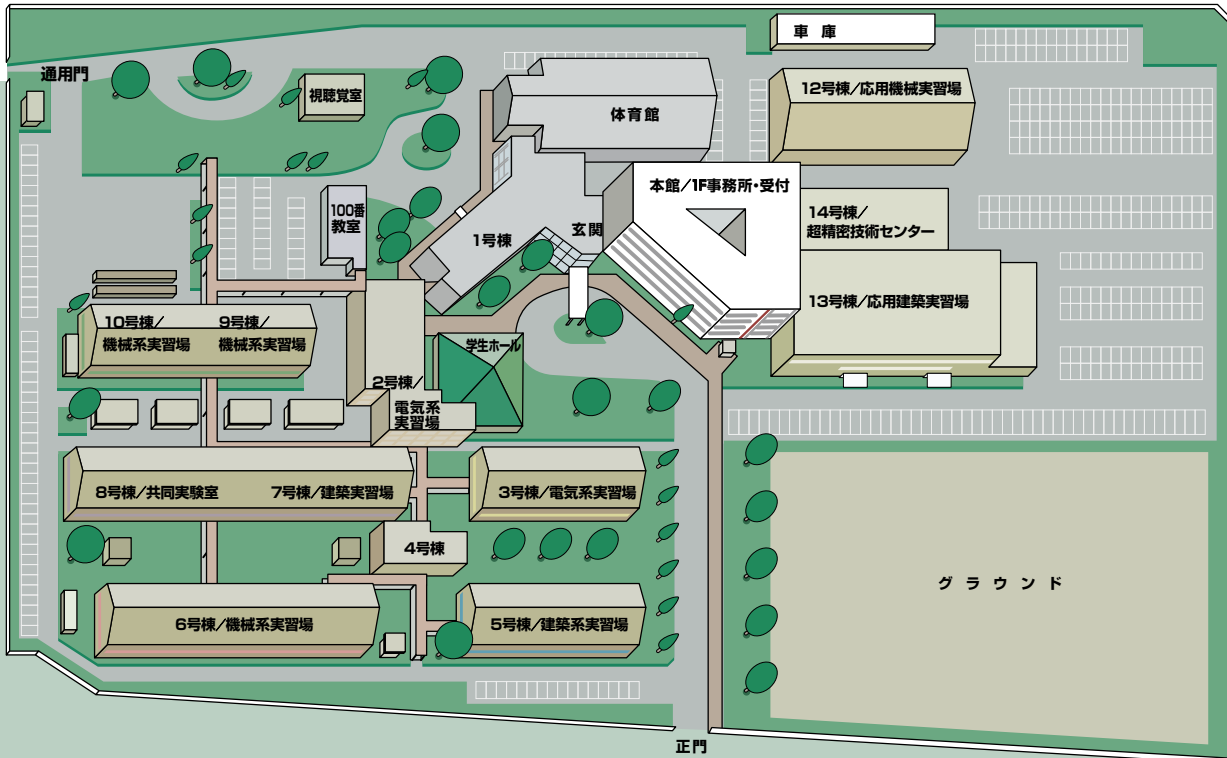 車 庫
通用門
視聴覚室
12号棟/応用機械実習場
体育館
本館/1F事務所・受付
100番
教室
14号棟/
超精密技術センター
玄関
1号棟
13号棟/応用建築実習場
10号棟/
機械系実習場
9号棟/
機械系実習場
学生ホール
2号棟/
電気系
実習場
8号棟/共同実験室
7号棟/建築実習場
3号棟/電気系実習場
4号棟
グ ラ ウ ン ド
6号棟/機械系実習場
5号棟/建築系実習場
正門